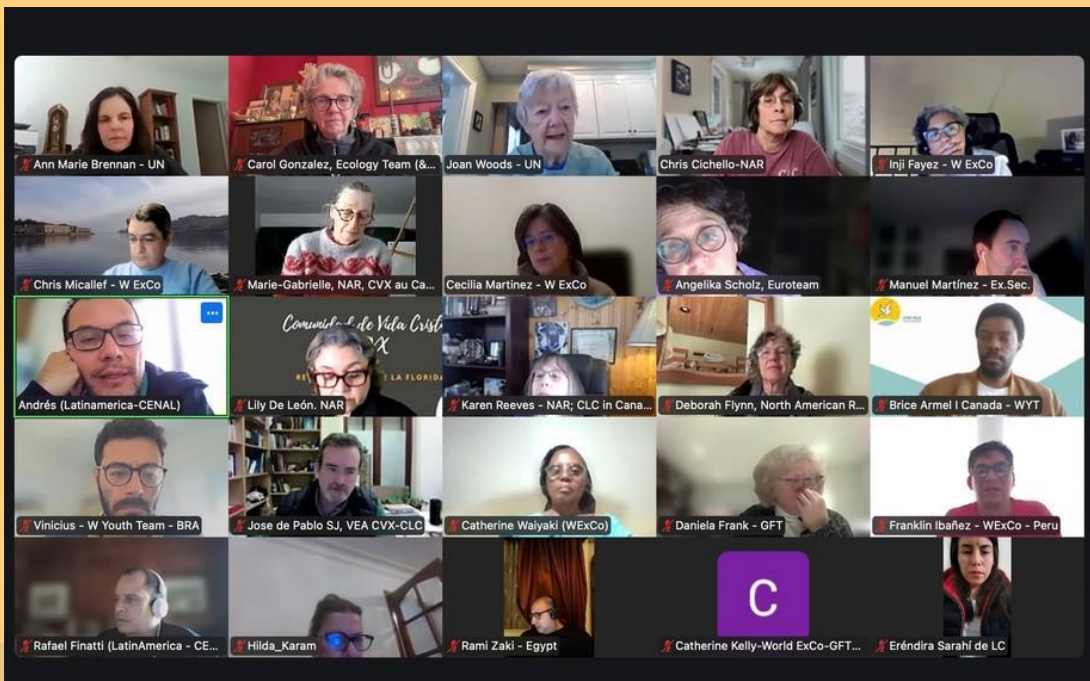 Ann Marie Brennan - UN
Carol Gonzalez, Ecology Team (&...
Joan Woods - UN
Chris Cichello-NAR
Inji Fayez - W ExCo
Chris Micallef - W ExCo
Marie-Gabrielle, NAR, CVX au Ca...
Cecilia Martinez - W ExCo
Angelika Scholz, Euroteam
Manuel Martínez - Ex.Sec.
Comunidad de Vida Crist
X
LA FLORIDA
Andrés (Latinamerica-CENAL)
Lily De León. NAR
Karen Reeves - NAR; CLC in Cana...
Deborah Flynn, North American R...
Brice Armel I Canada - WYT
Vinicius - W Youth Team - BRA
Jose de Pablo SJ, VEA CVX-CLC
Catherine Waiyaki (WExCo)
Daniela Frank - GFT
Franklin Ibañez - WExCo - Peru
C
Rafael Finatti (LatinAmerica - CE...
Hilda_Karam
Rami Zaki - Egypt
Catherine Kelly-World ExCo-GFT...
Eréndira Sarahí de LC